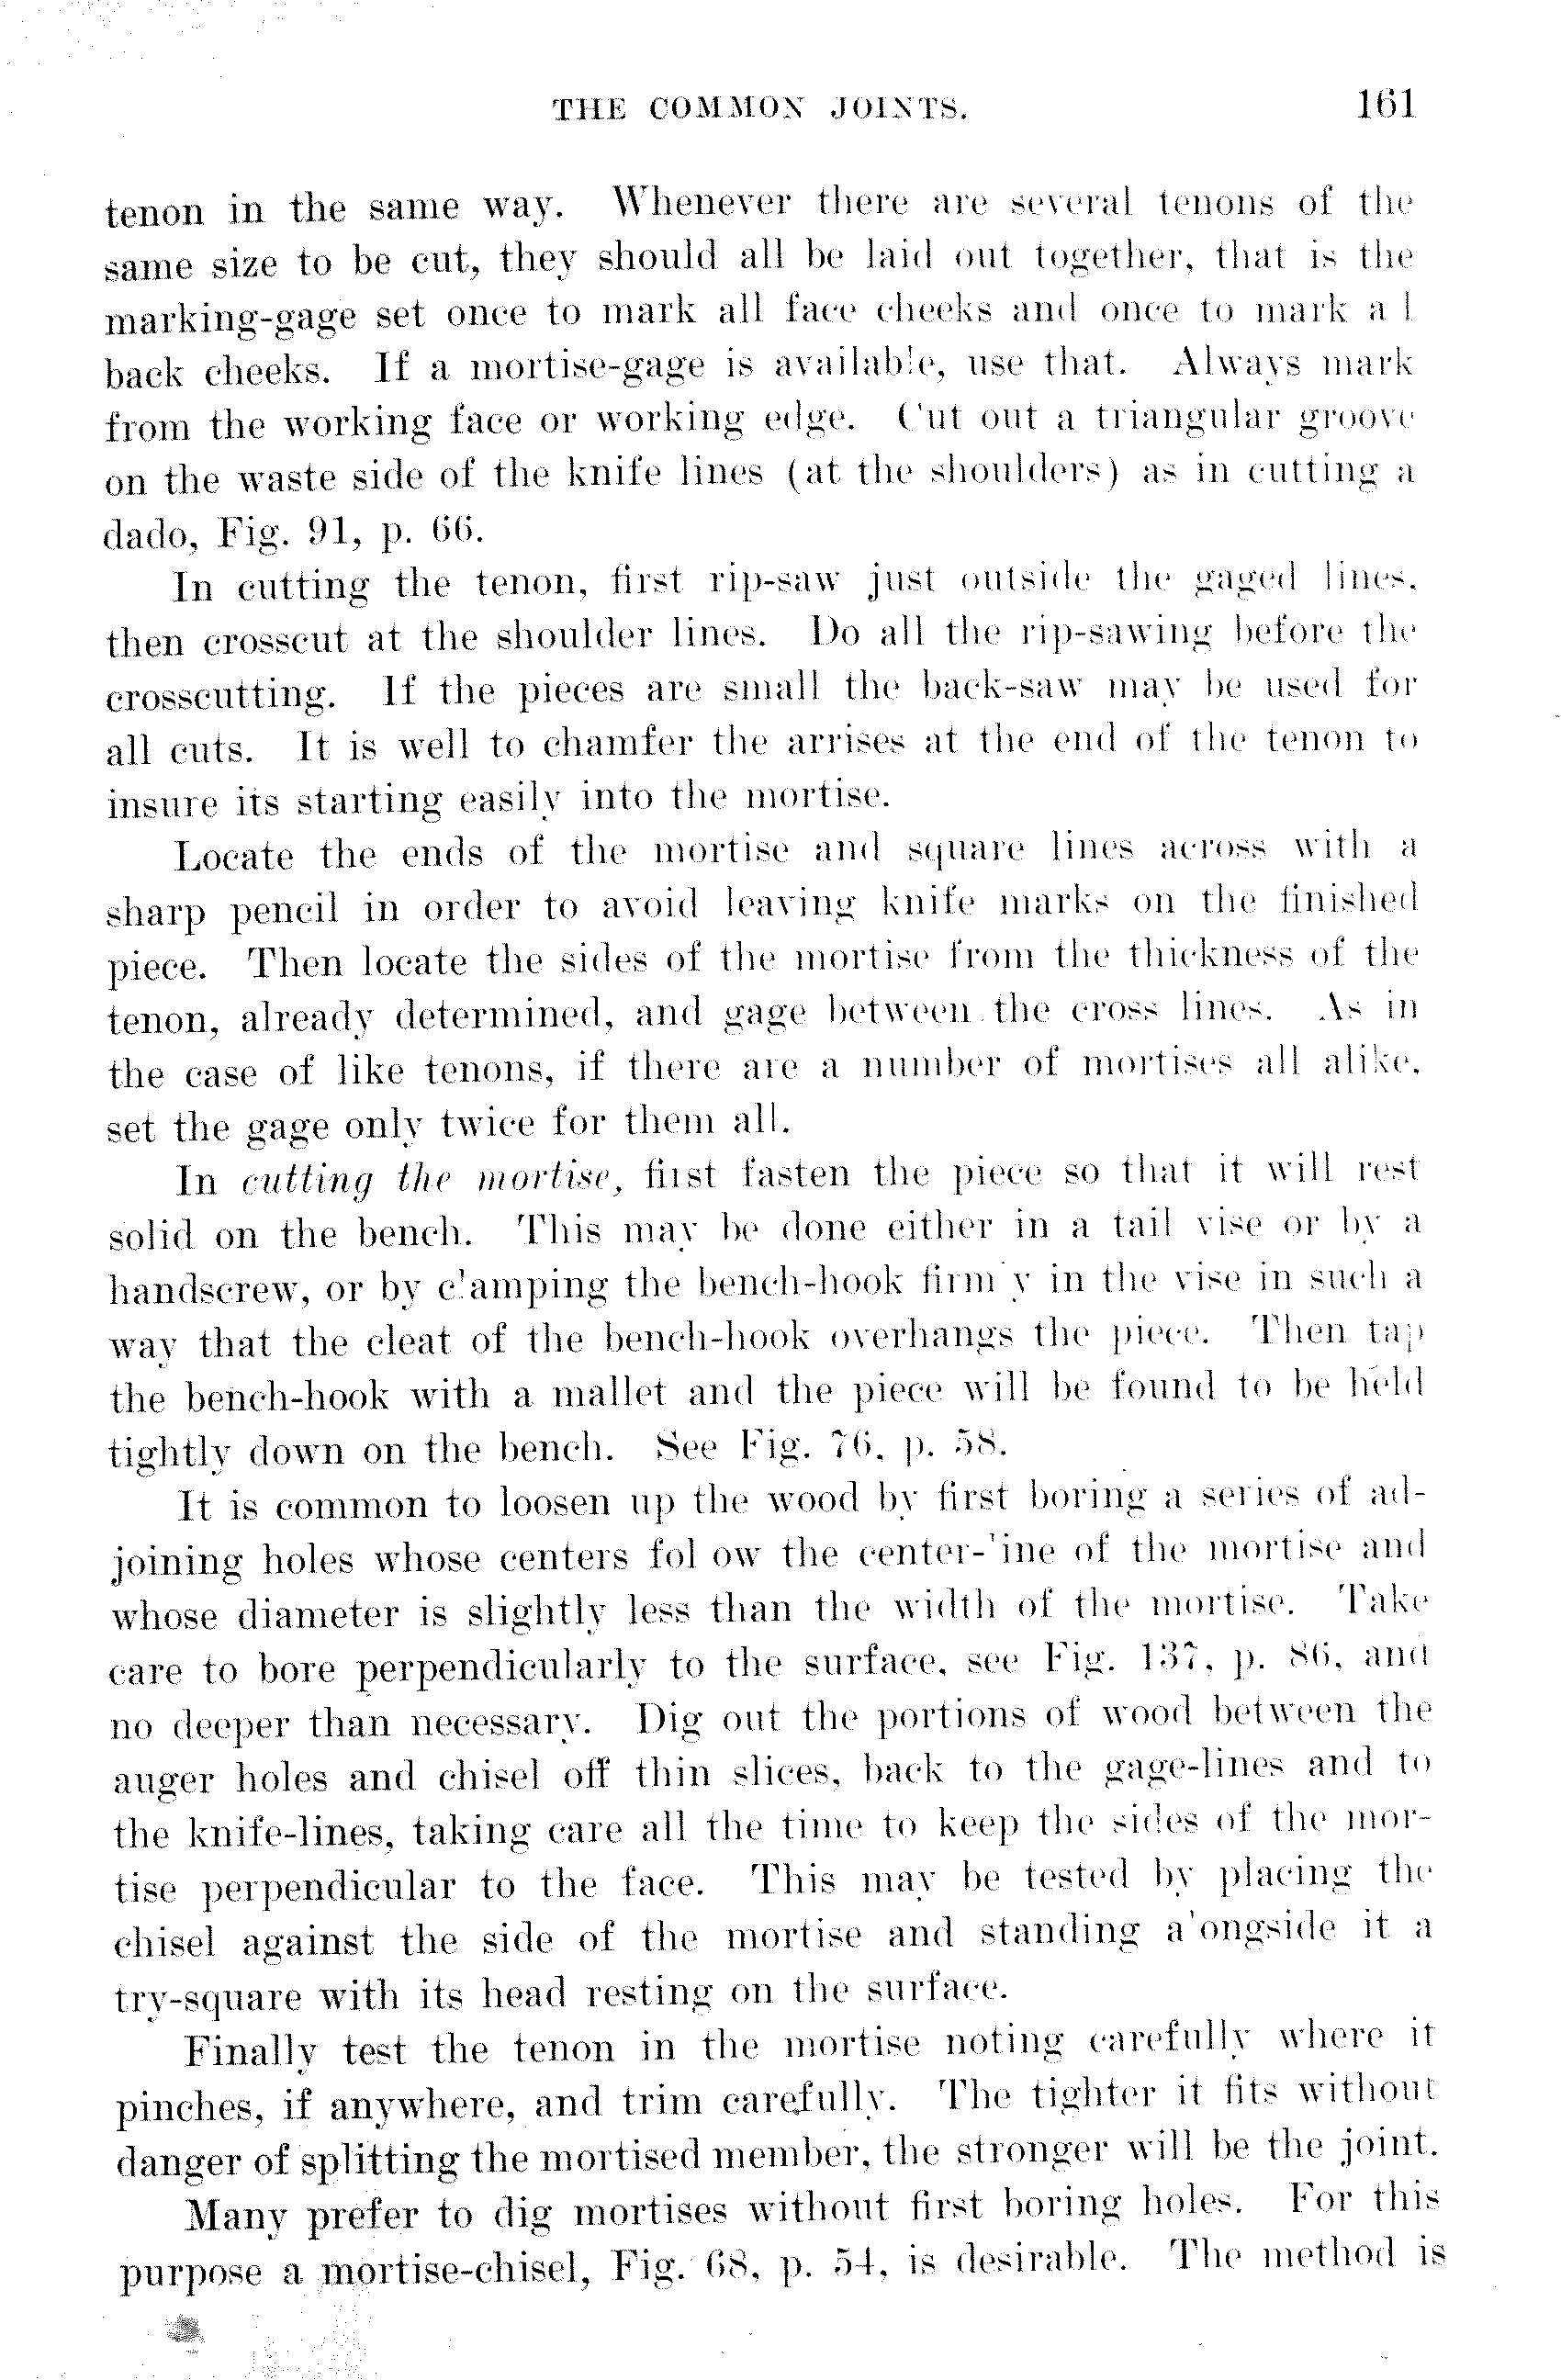 THE COMMON JOINTS. 161
tenon in the same way. Whenever there are several tenons of the
same size to be cut, they should all be laid out together, that is the
marking-gage set once to mark all face cheeks and once to mark a l
back cheeks. If a mortise-gage is available, use that. Always mark
from the working face or working edge. Cut out a triangular groove
on the waste side of the knife lines (at the shoulders) as in cutting a
dado, Fig. 91, p. 66.
In cutting the tenon, first rip-saw just outside the gaged lines,
then crosscut at the shoulder lines. Do all the rip-sawing before the
crosscutting. If the pieces are small the back-saw may be used for
all cuts. It is well to chamfer the arrises at the end of the tenon to
insure its starting easily into the mortise.
Locate the ends of the mortise and square lines across with a
sharp pencil in order to avoid leaving knife marks on the finished
piece. Then locate the sides of the mortise from the thickness of the
tenon, already determined, and gage between the cross lines. As in
the case of like tenons, if there are a number of mortises all alike,
set the gage only twice for them all.
In cutting the mortise, first fasten the piece so that it will rest
solid on the bench. This may be done either in a tail vise or by a
handscrew, or by clamping the bench-hook firm y in the vise in such a
way that the cleat of the bench-hook overhangs the piece. Then tap
the bench-hook with a mallet and the piece will be found to be held
tightly down on the bench. See Fig. 76, p. 58.
It is common to loosen up the wood by first boring a series of ad-
joining holes whose centers fol ow the center-line of the mortise and
whose diameter is slightly less than the width of the mortise. Take
care to bore perpendicularly to the surface, see Fig. 137, p. 86, and
no deeper than necessary. Dig out the portions of wood between the
auger holes and chisel off thin slices, back to the gage-lines and to
the knife-lines, taking care all the time to keep the sides of the mor-
tise perpendicular to the face. This may be tested by placing the
chisel against the side of the mortise and standing alongside it a
try-square with its head resting on the surface.
Finally test the tenon in the mortise noting carefully where it
pinches, if anywhere, and trim carefully. The tighter it fits without
danger of splitting the mortised member, the stronger will be the joint.
Many prefer to dig mortises without first boring holes. For this
purpose a mortise-chisel, Fig. 68, p. 54, is desirable. The method is